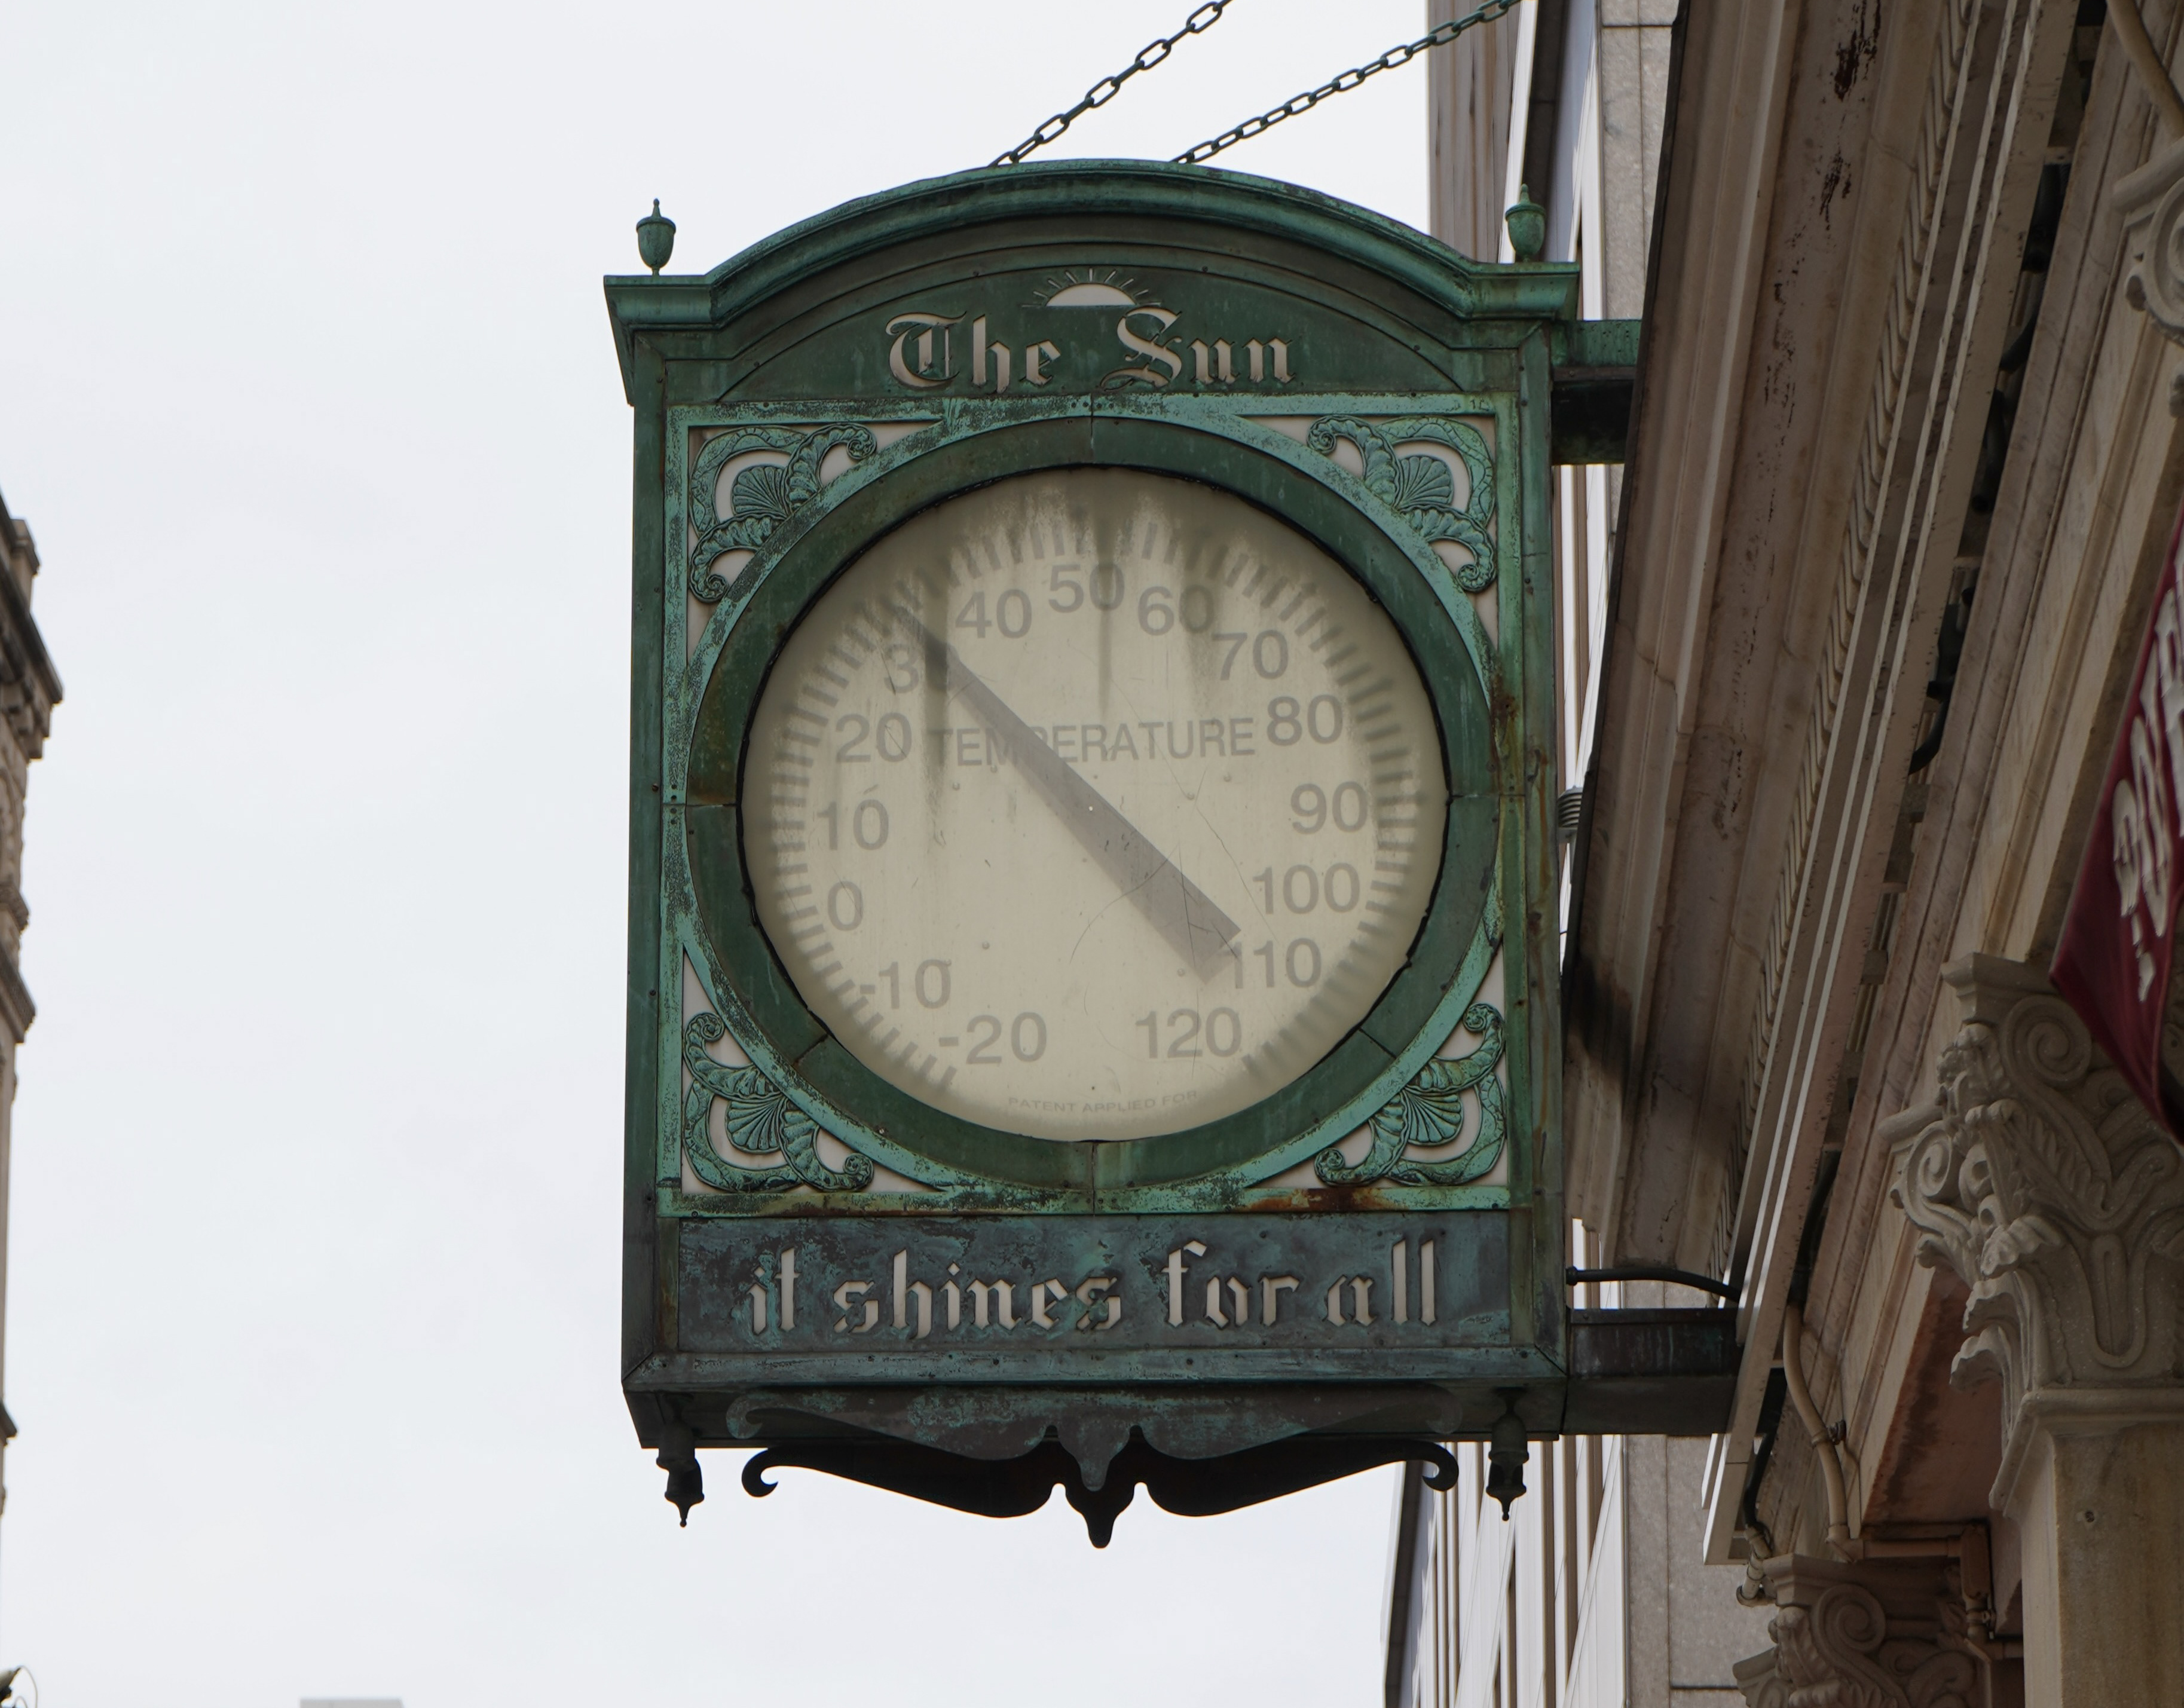 The Sun
50
40 60
30 70
20 TEMPERATURE 80
10 90
0 100
-10 110
-20 120
PATENT APPLIED FOR
it shines for all